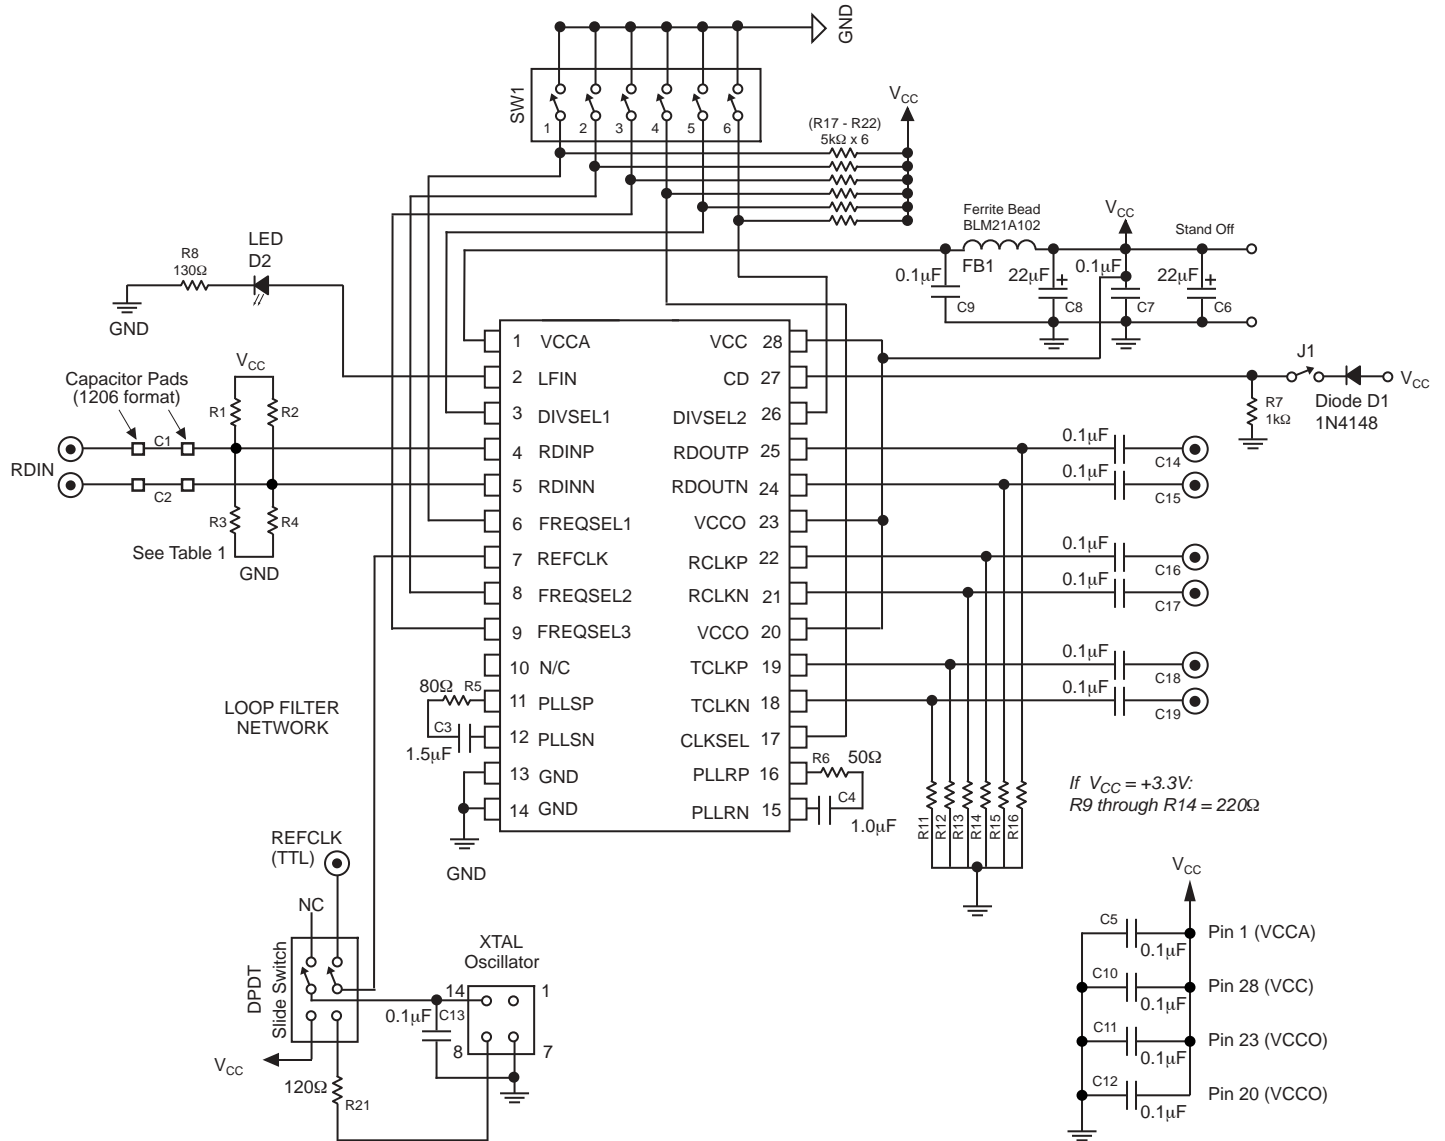 GND
SW1
1 2 3 4 5 6
VCC
(R17 - R22)
5kΩ x 6
Ferrite Bead
BLM21A102
FB1
VCC
Stand Off
0.1µF
C9
22µF
+
C8
0.1µF
C7
22µF
+
C6
LED
D2
R8
130Ω
GND
VCC
Capacitor Pads
(1206 format)
R1
R2
C1
RDIN
C2
R3
R4
See Table 1
GND
1 VCCA
2 LFIN
3 DIVSEL1
4 RDINP
5 RDINN
6 FREQSEL1
7 REFCLK
8 FREQSEL2
9 FREQSEL3
10 N/C
11 PLLSP
12 PLLSN
13 GND
14 GND
VCC 28
CD 27
DIVSEL2 26
RDOUTP 25
RDOUTN 24
VCCO 23
RCLKP 22
RCLKN 21
VCCO 20
TCLKP 19
TCLKN 18
CLKSEL 17
PLLRP 16
PLLRN 15
J1
VCC
R7
1kΩ
Diode D1
1N4148
0.1µF
C14
0.1µF
C15
0.1µF
C16
0.1µF
C17
0.1µF
C18
0.1µF
C19
80Ω
R5
C3
1.5µF
LOOP FILTER
NETWORK
GND
R6
50Ω
C4
1.0µF
R11
R12
R13
R14
R15
R16
If VCC = +3.3V:
R9 through R14 = 220Ω
REFCLK
(TTL)
NC
DPDT
Slide Switch
VCC
120Ω
R21
XTAL
Oscillator
14
1
0.1µF
C13
8
7
VCC
C5
0.1µF
Pin 1 (VCCA)
C10
0.1µF
Pin 28 (VCC)
C11
0.1µF
Pin 23 (VCCO)
C12
0.1µF
Pin 20 (VCCO)